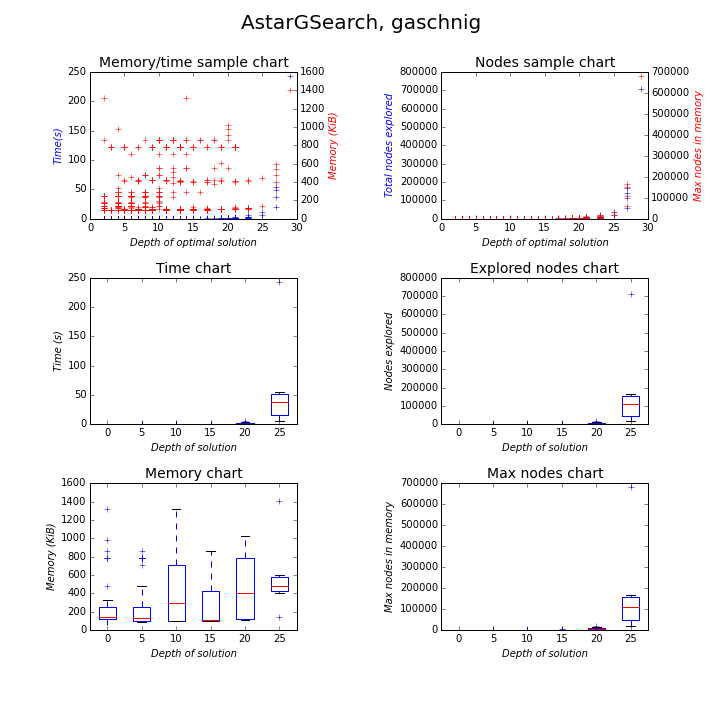 AstarGSearch, gaschnig
Memory/time sample chart
250
200
150
100
50
0
Time(s)
1600
1400
1200
1000
800
600
400
200
0
Memory (KiB)
0 5 10 15 20 25 30
Depth of optimal solution
Nodes sample chart
800000
700000
600000
500000
400000
300000
200000
100000
0
Total nodes explored
700000
600000
500000
400000
300000
200000
100000
0
Max nodes in memory
0 5 10 15 20 25 30
Depth of optimal solution
Time chart
250
200
150
100
50
0
Time (s)
0 5 10 15 20 25
Depth of solution
Explored nodes chart
800000
700000
600000
500000
400000
300000
200000
100000
0
Nodes explored
0 5 10 15 20 25
Depth of solution
Memory chart
1600
1400
1200
1000
800
600
400
200
0
Memory (KiB)
0 5 10 15 20 25
Depth of solution
Max nodes chart
700000
600000
500000
400000
300000
200000
100000
0
Max nodes in memory
0 5 10 15 20 25
Depth of solution